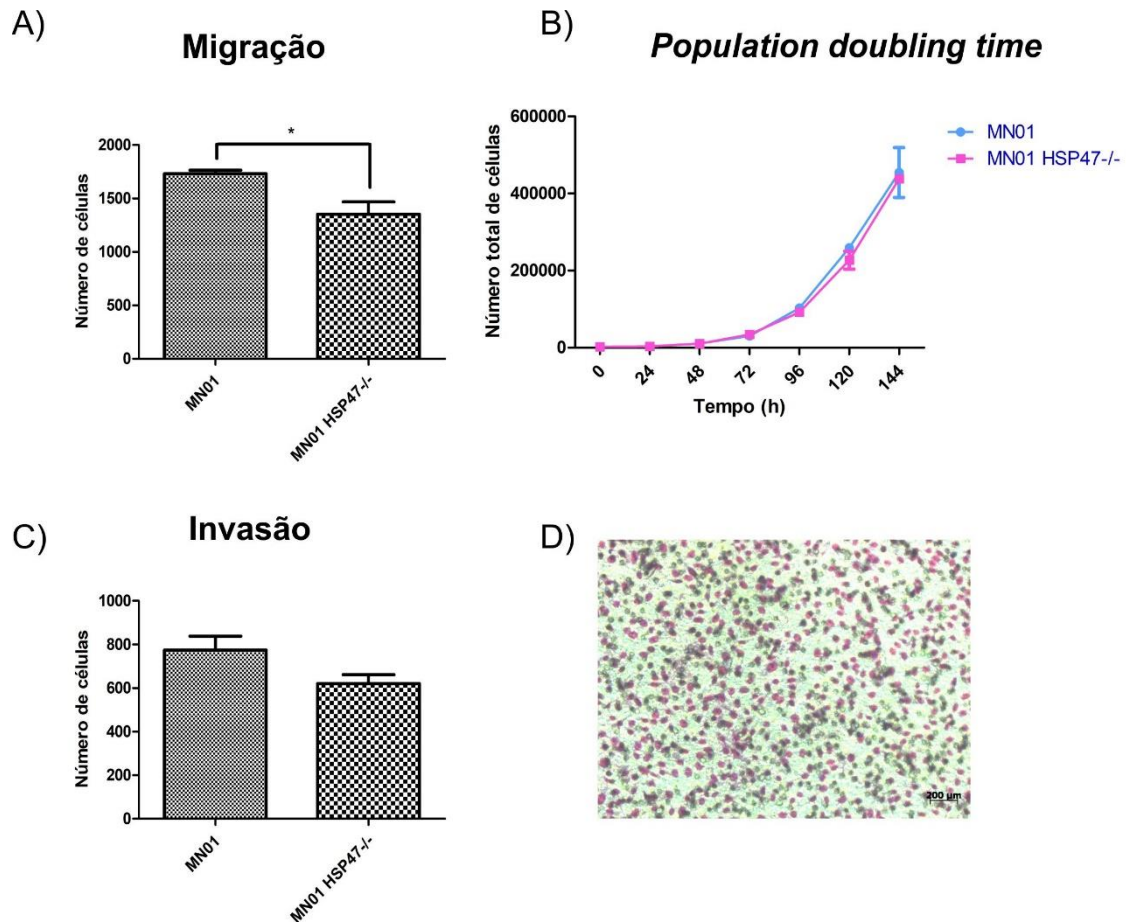 A)
Migração
*
Número de células
2000
1500
1000
500
0
MN01
MN01 HSP47-/-
B)
Population doubling time
Número total de células
600000
400000
200000
0
0
24
48
72
96
120
144
Tempo (h)
MN01
MN01 HSP47-/-
C)
Invasão
Número de células
1000
800
600
400
200
0
MN01
MN01 HSP47-/-
D)
200 µm